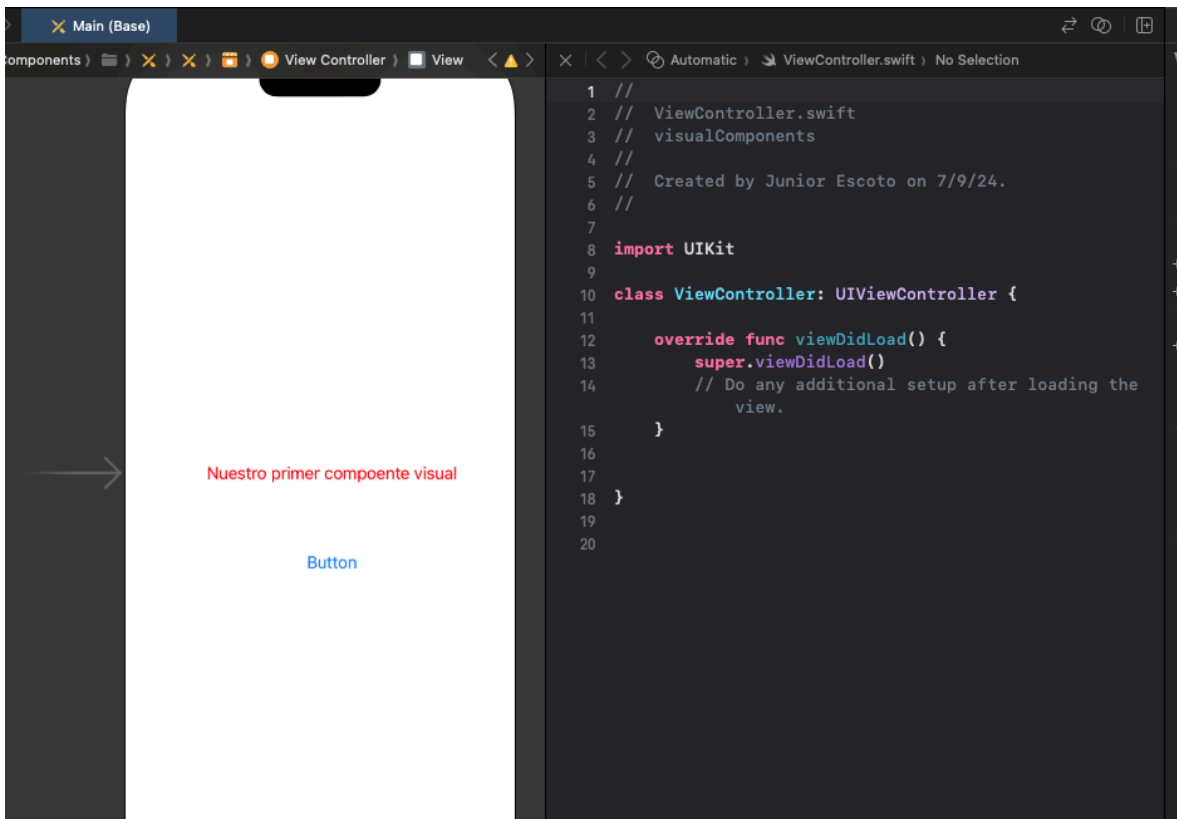 Main (Base)
Components
View Controller
View
Automatic
ViewController.swift
No Selection
Nuestro primer compoente visual
Button
1 //
2 //  ViewController.swift
3 //  visualComponents
4 //
5 //  Created by Junior Escoto on 7/9/24.
6 //
7
8 import UIKit
9
10 class ViewController: UIViewController {
11
12     override func viewDidLoad() {
13         super.viewDidLoad()
14         // Do any additional setup after loading the
view.
15     }
16
17
18 }
19
20